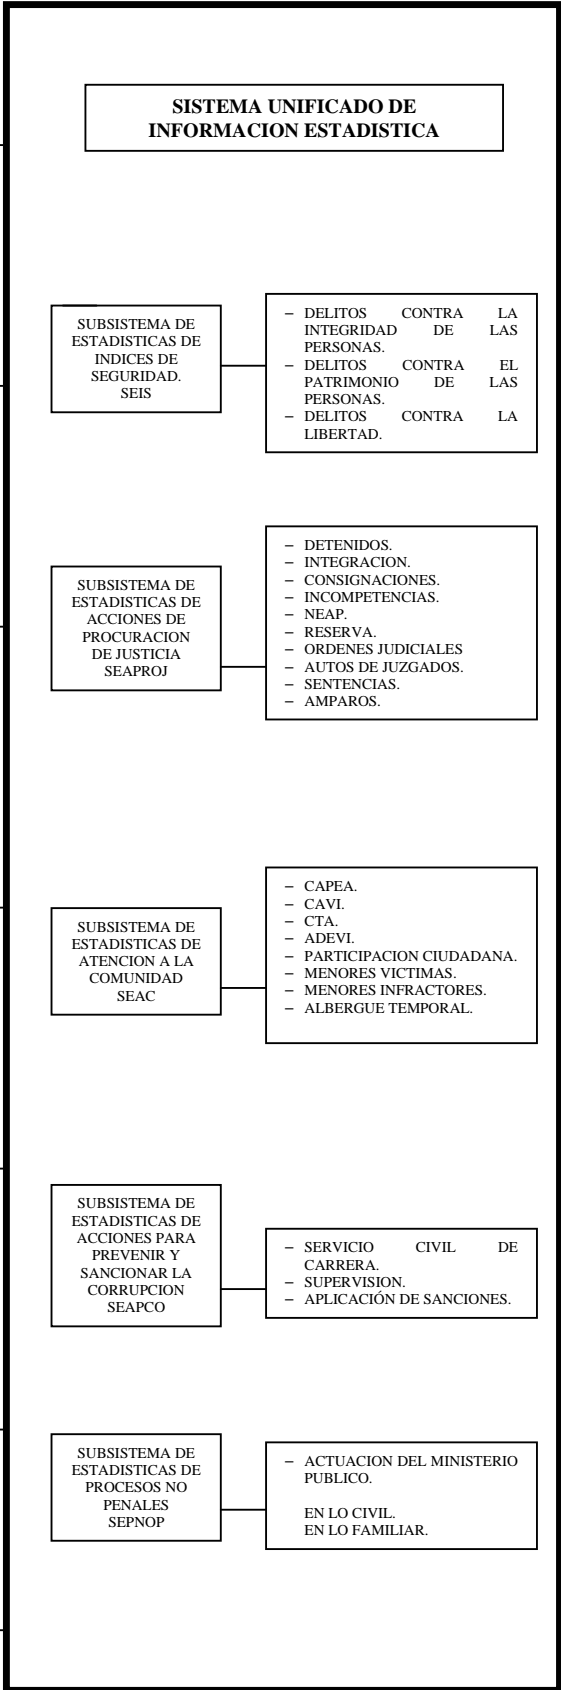 SISTEMA UNIFICADO DE
INFORMACION ESTADISTICA
SUBSISTEMA DE
ESTADISTICAS DE
INDICES DE
SEGURIDAD.
SEIS
– DELITOS CONTRA LA
INTEGRIDAD DE LAS
PERSONAS.
– DELITOS CONTRA EL
PATRIMONIO DE LAS
PERSONAS.
– DELITOS CONTRA LA
LIBERTAD.
SUBSISTEMA DE
ESTADISTICAS DE
ACCIONES DE
PROCURACION
DE JUSTICIA
SEAPROJ
– DETENIDOS.
– INTEGRACION.
– CONSIGNACIONES.
– INCOMPETENCIAS.
– NEAP.
– RESERVA.
– ORDENES JUDICIALES
– AUTOS DE JUZGADOS.
– SENTENCIAS.
– AMPAROS.
SUBSISTEMA DE
ESTADISTICAS DE
ATENCION A LA
COMUNIDAD
SEAC
– CAPEA.
– CAVI.
– CTA.
– ADEVI.
– PARTICIPACION CIUDADANA.
– MENORES VICTIMAS.
– MENORES INFRACTORES.
– ALBERGUE TEMPORAL.
SUBSISTEMA DE
ESTADISTICAS DE
ACCIONES PARA
PREVENIR Y
SANCIONAR LA
CORRUPCION
SEAPCO
– SERVICIO CIVIL DE
CARRERA.
– SUPERVISION.
– APLICACIÓN DE SANCIONES.
SUBSISTEMA DE
ESTADISTICAS DE
PROCESOS NO
PENALES
SEPNOP
– ACTUACION DEL MINISTERIO
PUBLICO.
EN LO CIVIL.
EN LO FAMILIAR.